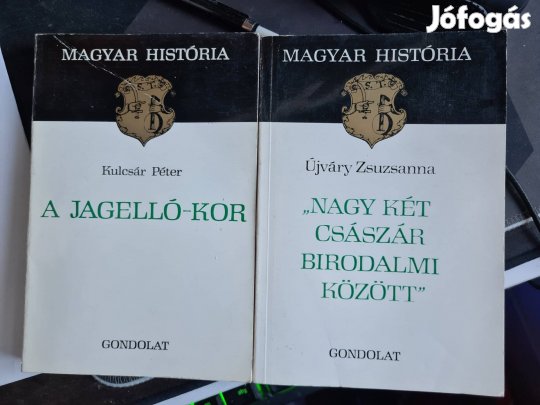 Jófogás
MAGYAR HISTÓRIA
Kulcsár Péter
A JAGELLÓ-KOR
GONDOLAT
MAGYAR HISTÓRIA
Újváry Zsuzsanna
„NAGY KÉT
CSÁSZÁR
BIRODALMI
KÖZÖTT”
GONDOLAT